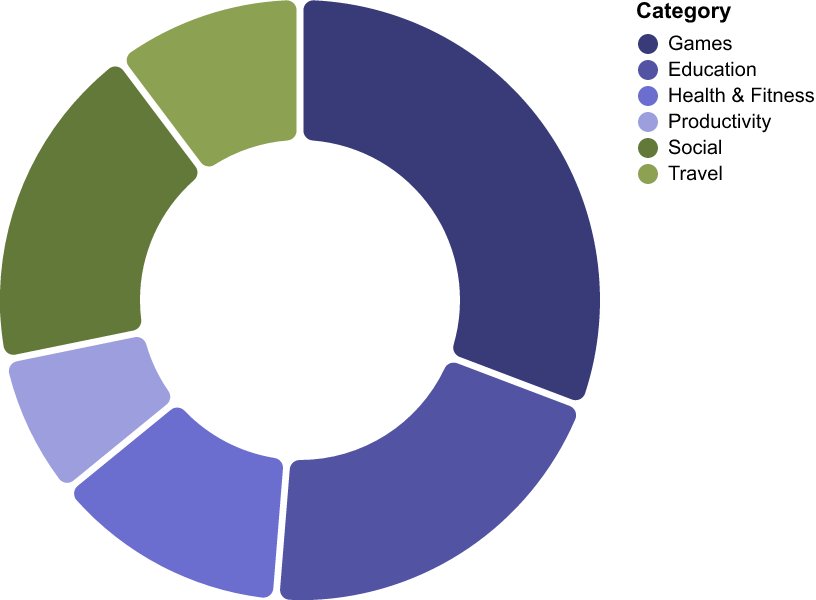 Category
Games
Education
Health & Fitness
Productivity
Social
Travel